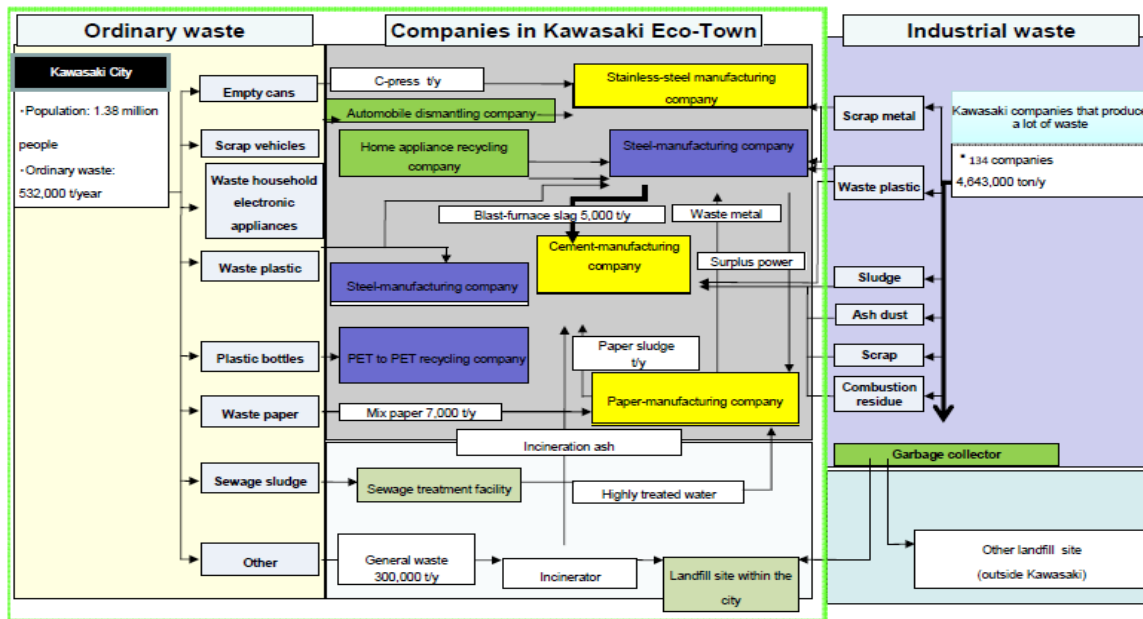 Ordinary waste
Companies in Kawasaki Eco-Town
Industrial waste
Kawasaki City
·Population: 1.38 million
people
·Ordinary waste:
532,000 t/year
Empty cans
Scrap vehicles
Waste household
electronic
appliances
Waste plastic
Plastic bottles
Waste paper
Sewage sludge
Other
C-press t/y
Stainless-steel manufacturing
company
Automobile dismantling company
Home appliance recycling
company
Steel-manufacturing company
Blast-furnace slag 5,000 t/y
Waste metal
Cement-manufacturing
company
Surplus power
Steel-manufacturing company
PET to PET recycling company
Paper sludge
t/y
Paper-manufacturing company
Mix paper 7,000 t/y
Incineration ash
Sewage treatment facility
Highly treated water
General waste
300,000 t/y
Incinerator
Landfill site within the
city
Scrap metal
Waste plastic
Sludge
Ash dust
Scrap
Combustion
residue
Kawasaki companies that produce
a lot of waste
* 134 companies
4,643,000 ton/y
Garbage collector
Other landfill site
(outside Kawasaki)